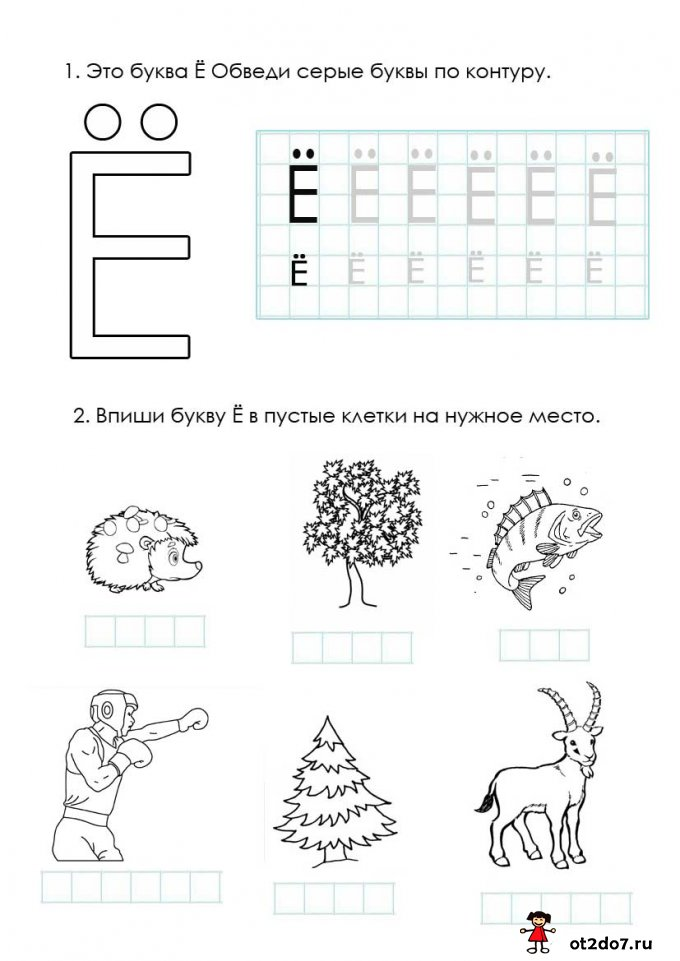 1. Это буква Ё Обведи серые буквы по контуру.
Ё
Ё Ё Ё Ё Ё Ё
Ё Ё Ё Ё Ё Ё
2. Впиши букву Ё в пустые клетки на нужное место.
ot2do7.ru